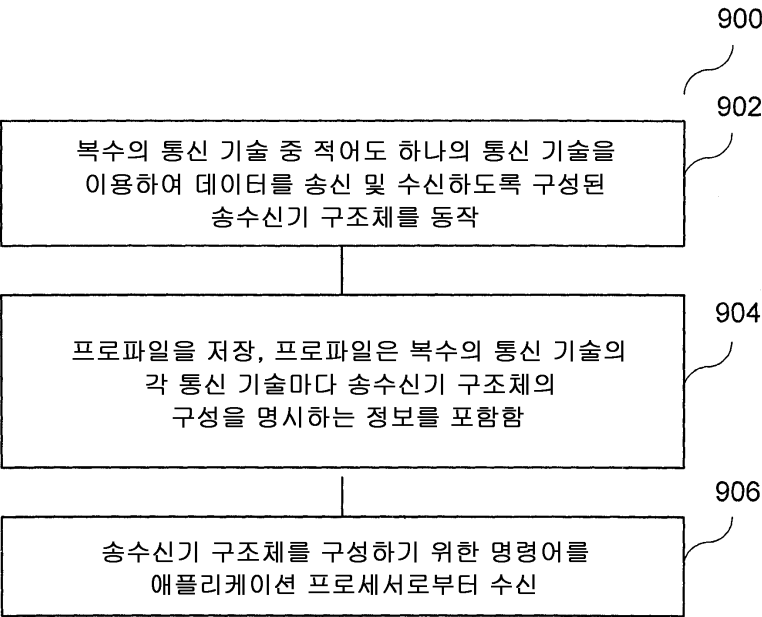 900
902
복수의 통신 기술 중 적어도 하나의 통신 기술을
이용하여 데이터를 송신 및 수신하도록 구성된
송수신기 구조체를 동작
904
프로파일을 저장, 프로파일은 복수의 통신 기술의
각 통신 기술마다 송수신기 구조체의
구성을 명시하는 정보를 포함함
906
송수신기 구조체를 구성하기 위한 명령어를
애플리케이션 프로세서로부터 수신